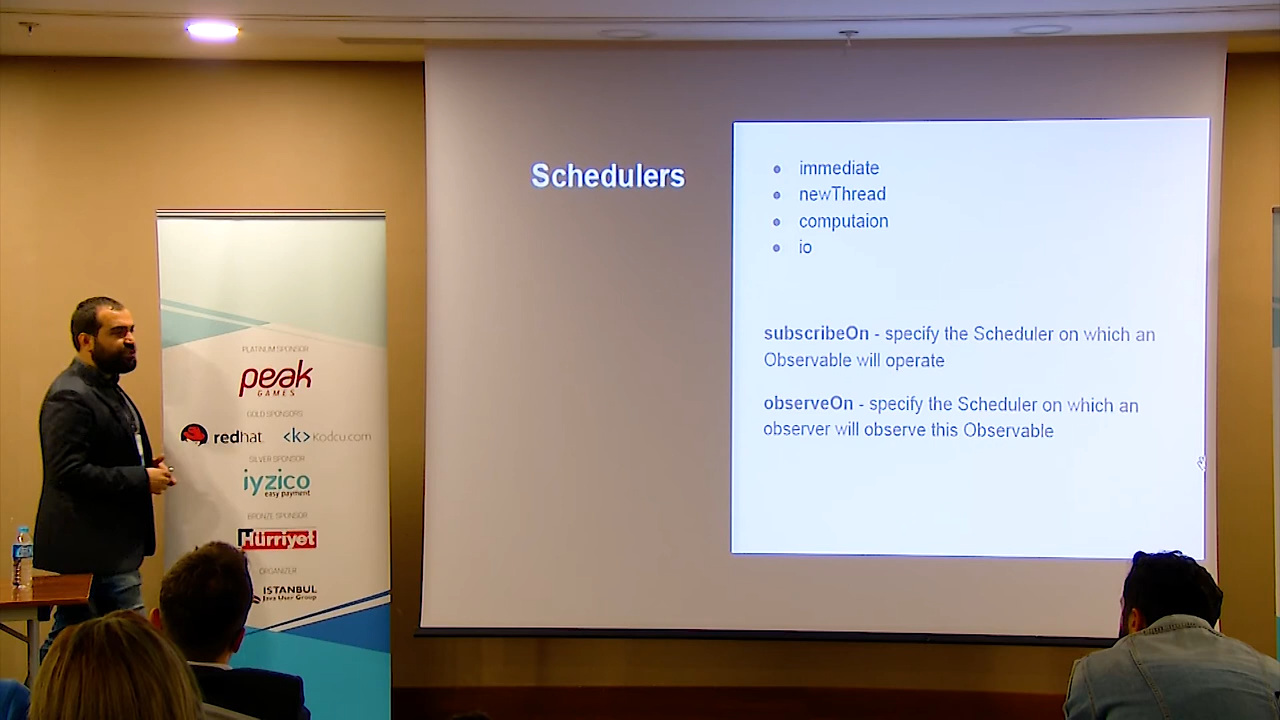 Schedulers
immediate
newThread
computaion
io
subscribeOn - specify the Scheduler on which an
Observable will operate
observeOn - specify the Scheduler on which an
observer will observe this Observable
PLATINUM SPONSOR
peak
GAMES
GOLD SPONSORS
redhat.
<k>Kodcu.com
SILVER SPONSOR
iyzico
easy payment
BRONZE SPONSOR
Hürriyet
ORGANIZER
ISTANBUL
Java User Group